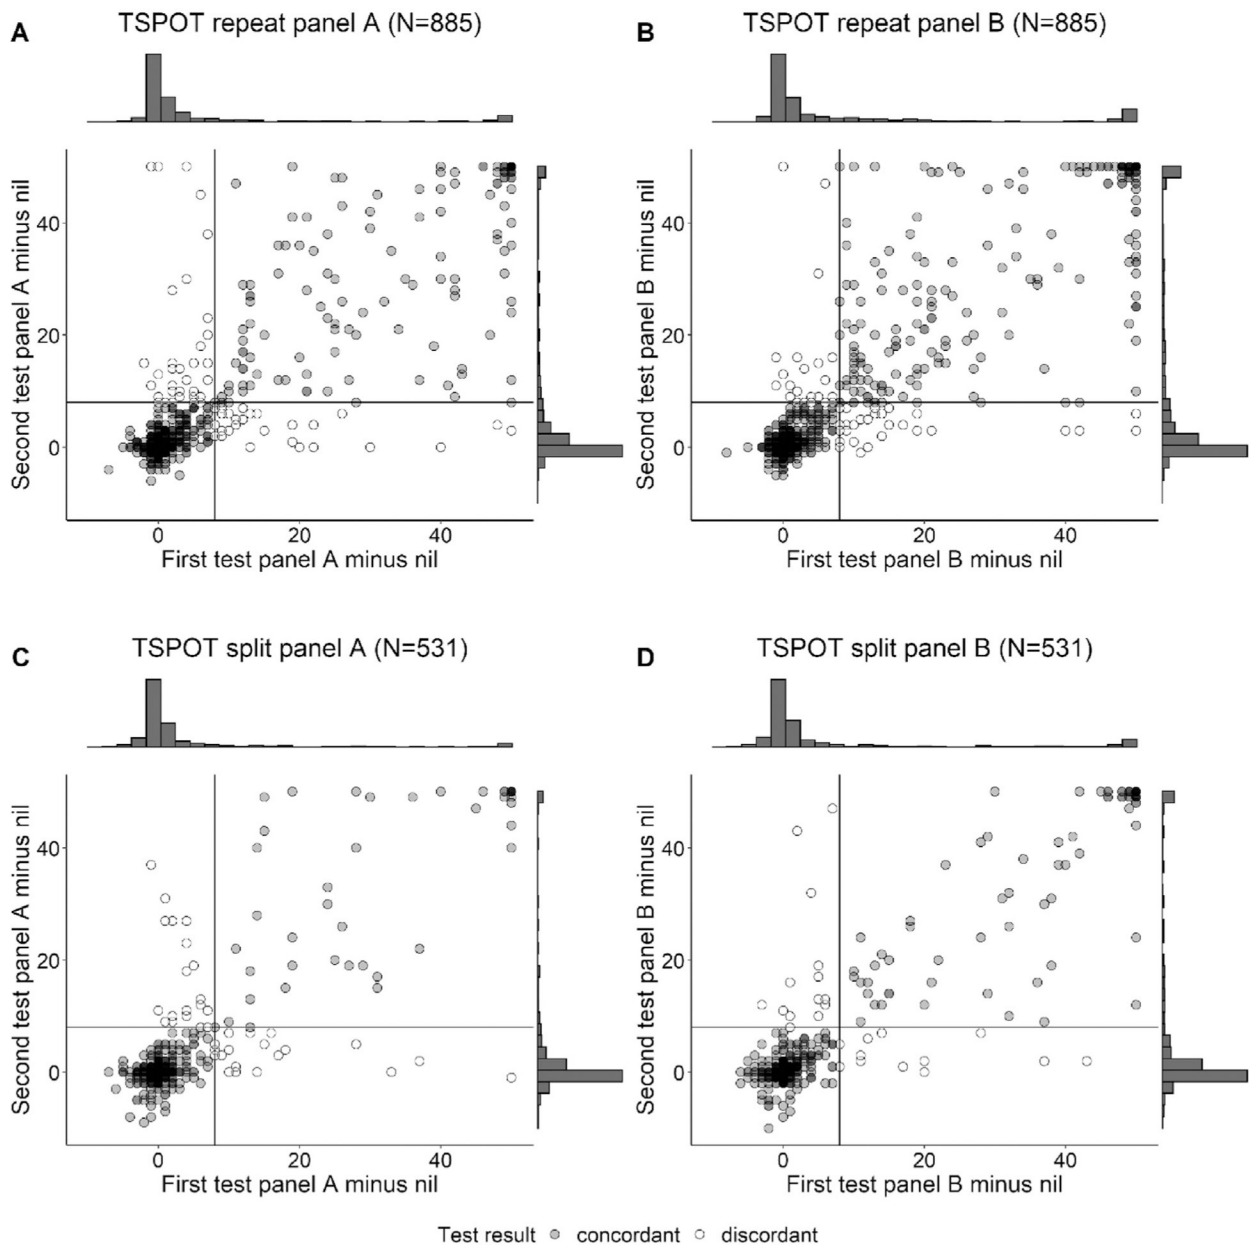 A TSPOT repeat panel A (N=885)
Second test panel A minus nil
40
20
0
0 20 40
First test panel A minus nil
B TSPOT repeat panel B (N=885)
Second test panel B minus nil
40
20
0
0 20 40
First test panel B minus nil
C TSPOT split panel A (N=531)
Second test panel A minus nil
40
20
0
0 20 40
First test panel A minus nil
D TSPOT split panel B (N=531)
Second test panel B minus nil
40
20
0
0 20 40
First test panel B minus nil
Test result concordant discordant